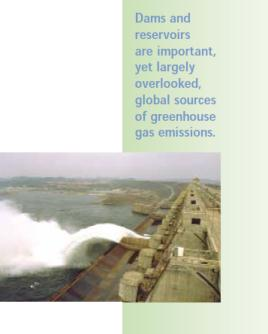 Dams and
reservoirs
are important,
yet largely
overlooked,
global sources
of greenhouse
gas emissions.